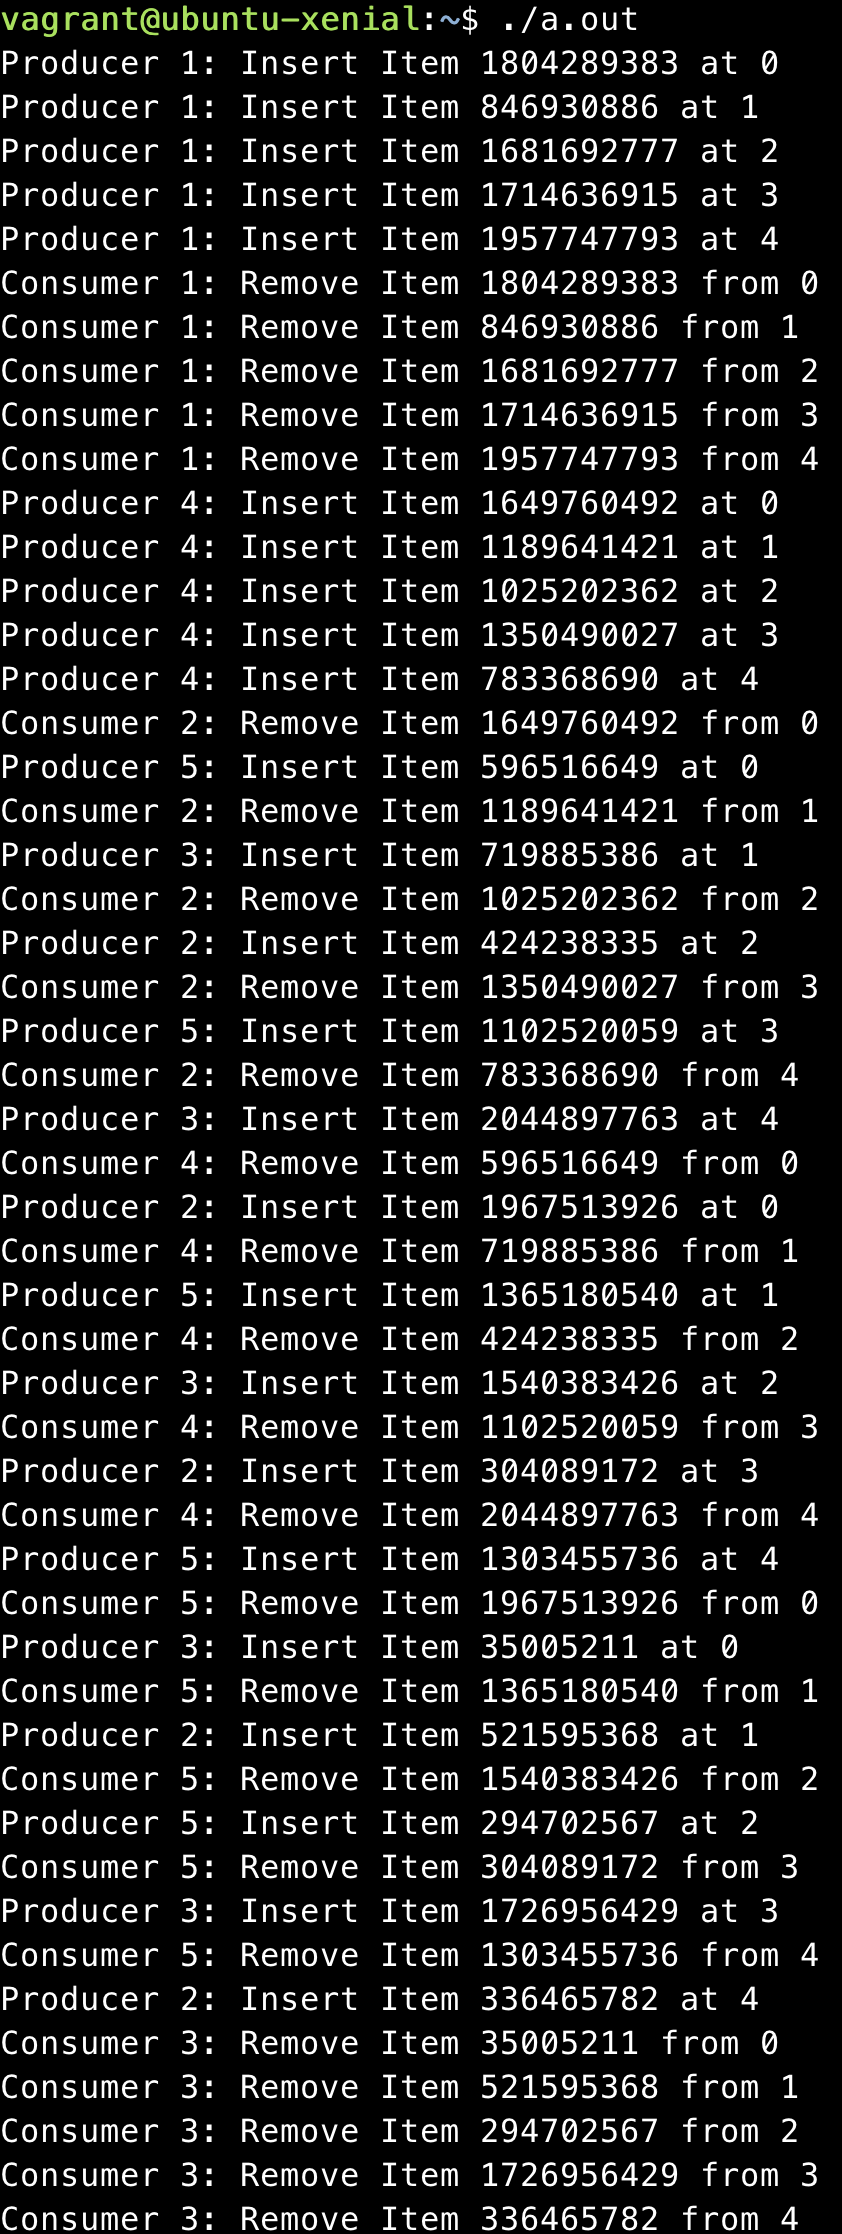 vagrant@ubuntu-xenial:~$ ./a.out
Producer 1: Insert Item 1804289383 at 0
Producer 1: Insert Item 846930886 at 1
Producer 1: Insert Item 1681692777 at 2
Producer 1: Insert Item 1714636915 at 3
Producer 1: Insert Item 1957747793 at 4
Consumer 1: Remove Item 1804289383 from 0
Consumer 1: Remove Item 846930886 from 1
Consumer 1: Remove Item 1681692777 from 2
Consumer 1: Remove Item 1714636915 from 3
Consumer 1: Remove Item 1957747793 from 4
Producer 4: Insert Item 1649760492 at 0
Producer 4: Insert Item 1189641421 at 1
Producer 4: Insert Item 1025202362 at 2
Producer 4: Insert Item 1350490027 at 3
Producer 4: Insert Item 783368690 at 4
Consumer 2: Remove Item 1649760492 from 0
Producer 5: Insert Item 596516649 at 0
Consumer 2: Remove Item 1189641421 from 1
Producer 3: Insert Item 719885386 at 1
Consumer 2: Remove Item 1025202362 from 2
Producer 2: Insert Item 424238335 at 2
Consumer 2: Remove Item 1350490027 from 3
Producer 5: Insert Item 1102520059 at 3
Consumer 2: Remove Item 783368690 from 4
Producer 3: Insert Item 2044897763 at 4
Consumer 4: Remove Item 596516649 from 0
Producer 2: Insert Item 1967513926 at 0
Consumer 4: Remove Item 719885386 from 1
Producer 5: Insert Item 1365180540 at 1
Consumer 4: Remove Item 424238335 from 2
Producer 3: Insert Item 1540383426 at 2
Consumer 4: Remove Item 1102520059 from 3
Producer 2: Insert Item 304089172 at 3
Consumer 4: Remove Item 2044897763 from 4
Producer 5: Insert Item 1303455736 at 4
Consumer 5: Remove Item 1967513926 from 0
Producer 3: Insert Item 35005211 at 0
Consumer 5: Remove Item 1365180540 from 1
Producer 2: Insert Item 521595368 at 1
Consumer 5: Remove Item 1540383426 from 2
Producer 5: Insert Item 294702567 at 2
Consumer 5: Remove Item 304089172 from 3
Producer 3: Insert Item 1726956429 at 3
Consumer 5: Remove Item 1303455736 from 4
Producer 2: Insert Item 336465782 at 4
Consumer 3: Remove Item 35005211 from 0
Consumer 3: Remove Item 521595368 from 1
Consumer 3: Remove Item 294702567 from 2
Consumer 3: Remove Item 1726956429 from 3
Consumer 3: Remove Item 336465782 from 4